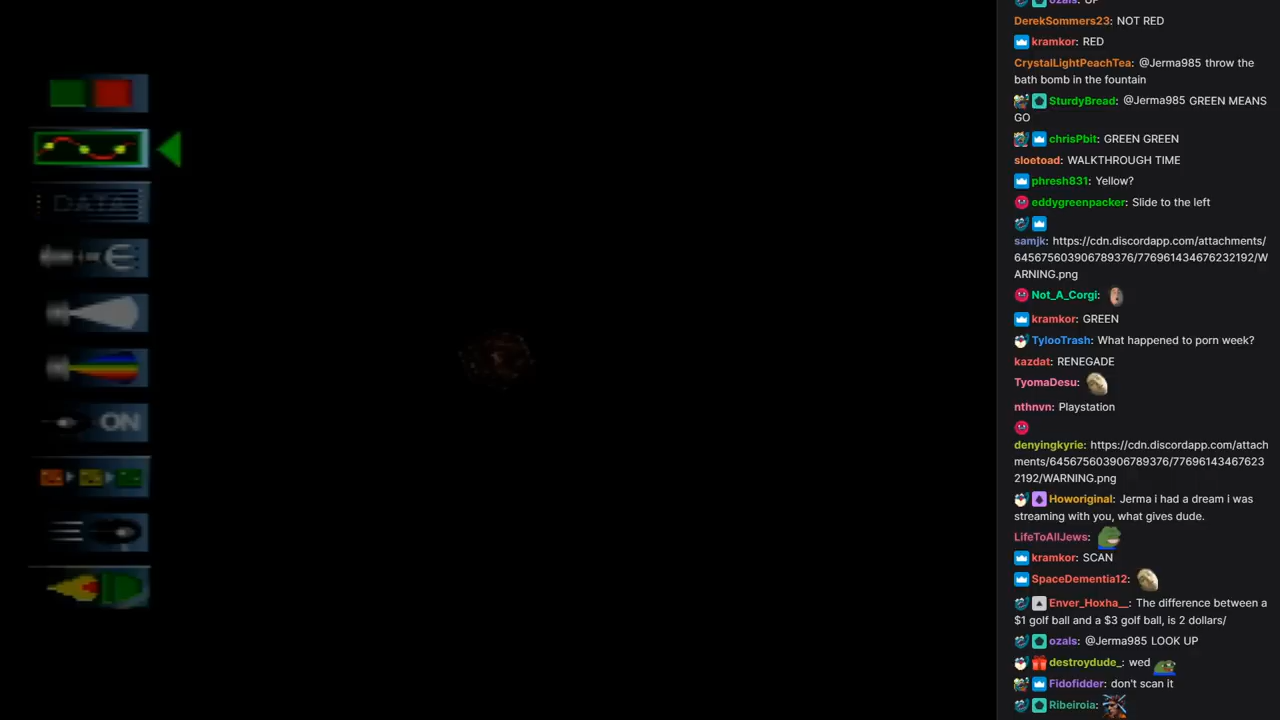 DATA
ON
ozals: UP
DerekSommers23: NOT RED
kramkor: RED
CrystalLightPeachTea: @Jerma985 throw the
bath bomb in the fountain
SturdyBread: @Jerma985 GREEN MEANS
GO
chrisPbit: GREEN GREEN
sloetoad: WALKTHROUGH TIME
phresh831: Yellow?
eddygreenpacker: Slide to the left
samjk: https://cdn.discordapp.com/attachments/
645675603906789376/776961434676232192/W
ARNING.png
Not_A_Corgi:
kramkor: GREEN
TylooTrash: What happened to porn week?
kazdat: RENEGADE
TyomaDesu:
nthnvn: Playstation
denyingkyrie: https://cdn.discordapp.com/attach
ments/645675603906789376/77696143467623
2192/WARNING.png
Howoriginal: Jerma i had a dream i was
streaming with you, what gives dude.
LifeToAllJews:
kramkor: SCAN
SpaceDementia12:
Enver_Hoxha__: The difference between a
$1 golf ball and a $3 golf ball, is 2 dollars/
ozals: @Jerma985 LOOK UP
destroydude_: wed
Fidofidder: don't scan it
Ribeiroia: